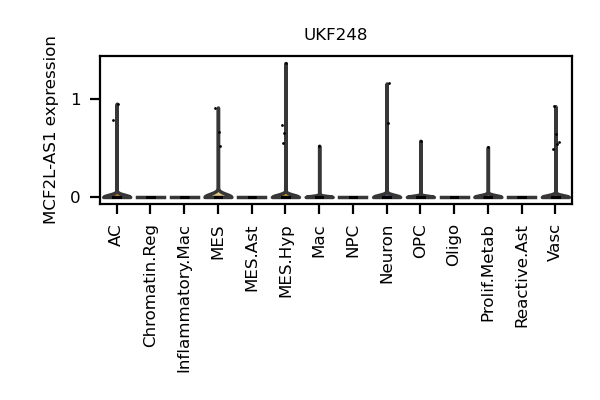 UKF248
MCF2L-AS1 expression
1
0
AC
Chromatin.Reg
Inflammatory.Mac
MES
MES.Ast
MES.Hyp
Mac
NPC
Neuron
OPC
Oligo
Prolif.Metab
Reactive.Ast
Vasc